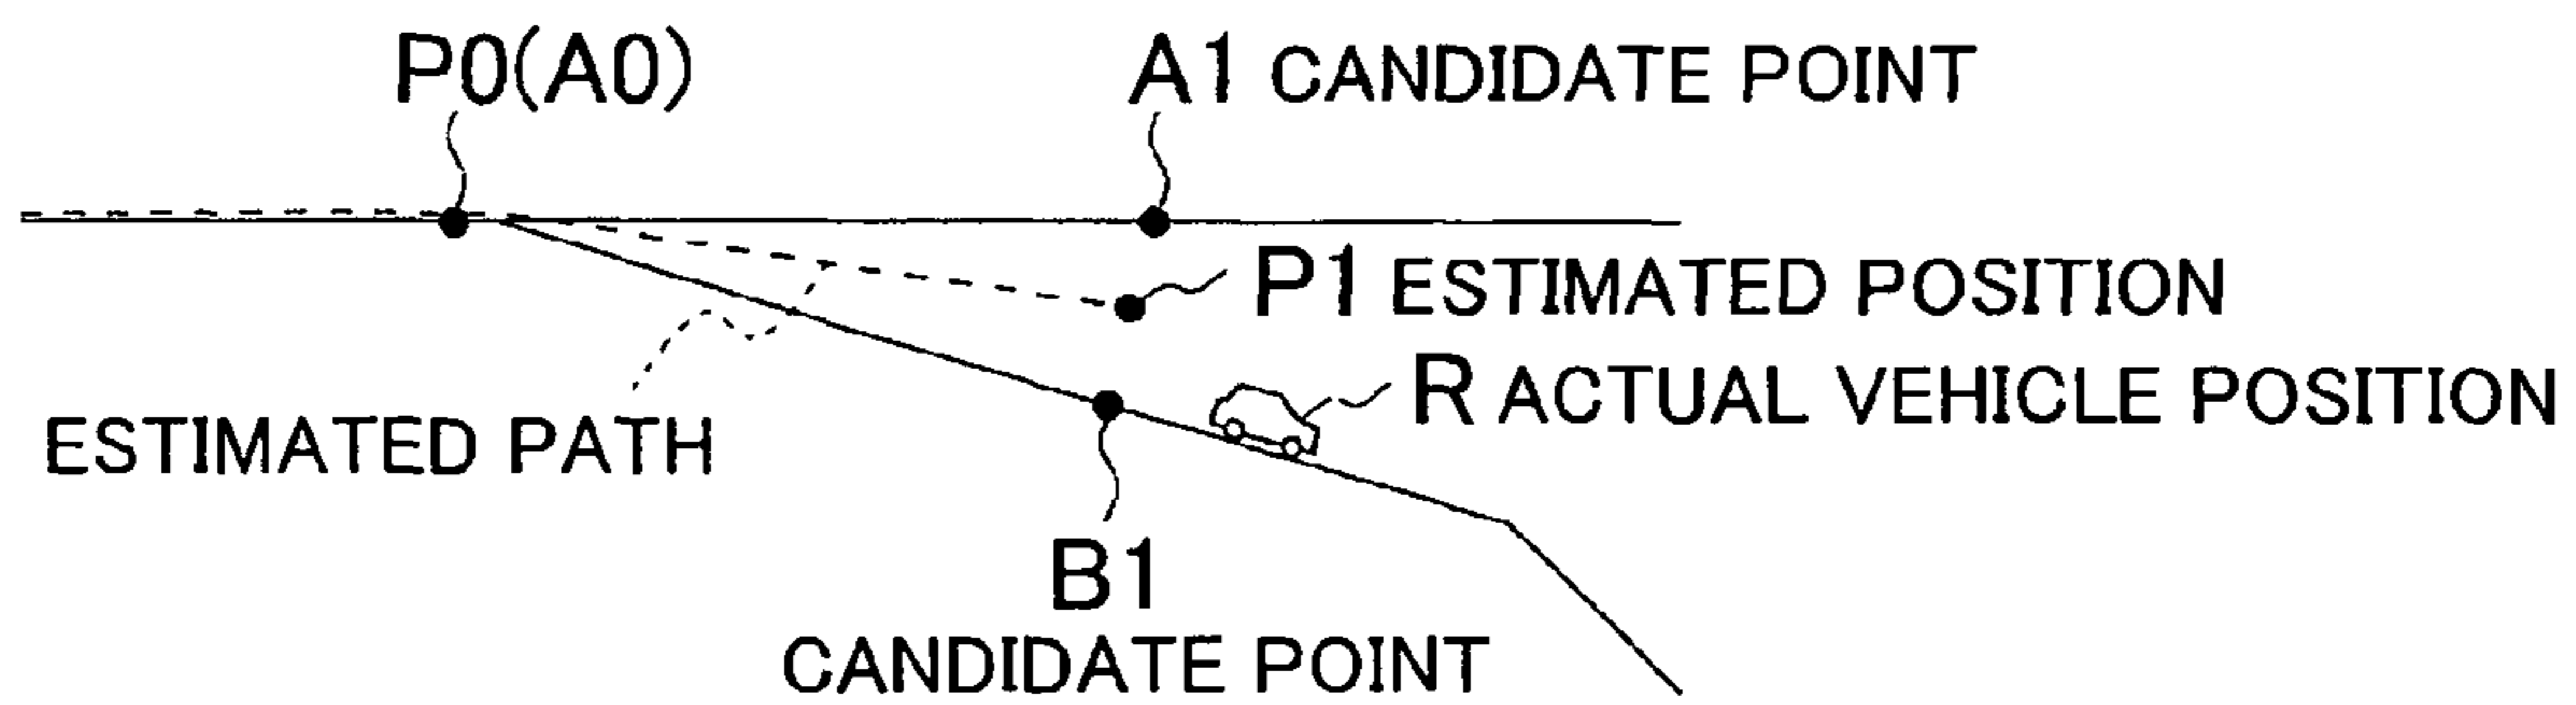 P0(A0)
A1 CANDIDATE POINT
P1 ESTIMATED POSITION
R ACTUAL VEHICLE POSITION
ESTIMATED PATH
B1
CANDIDATE POINT